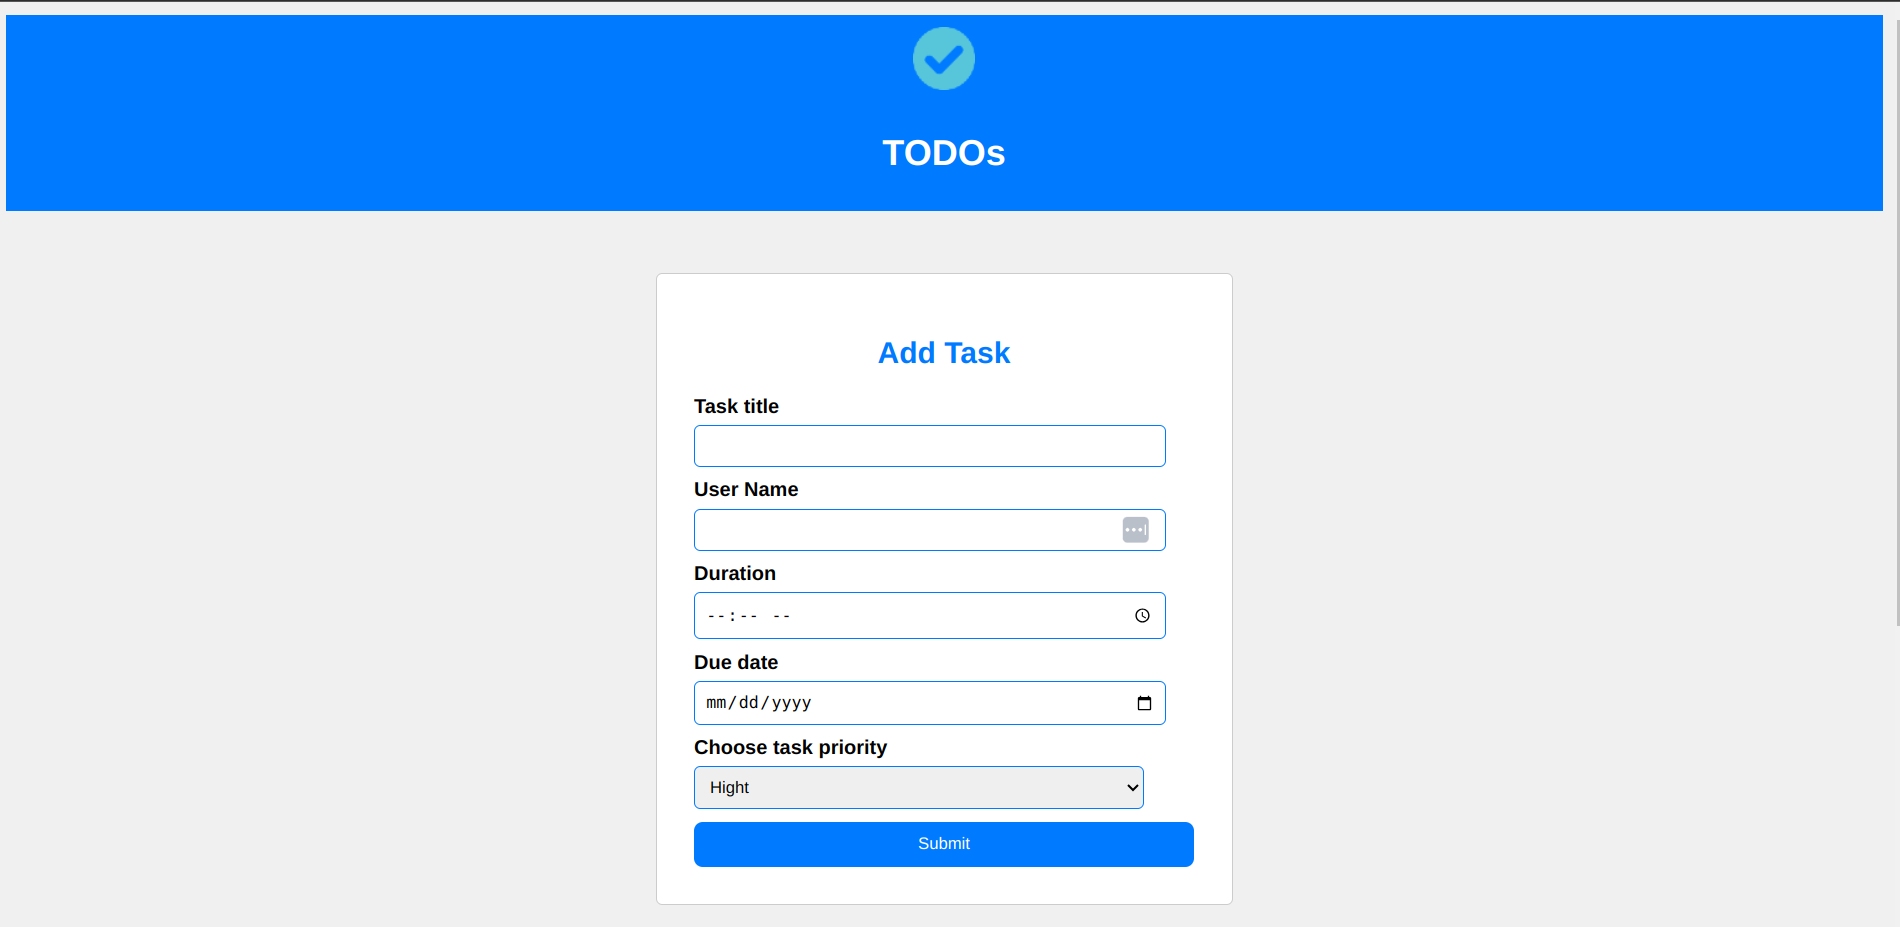 TODOs
Add Task
Task title
User Name
Duration
--:-- --
Due date
mm/dd/yyyy
Choose task priority
Hight
Submit